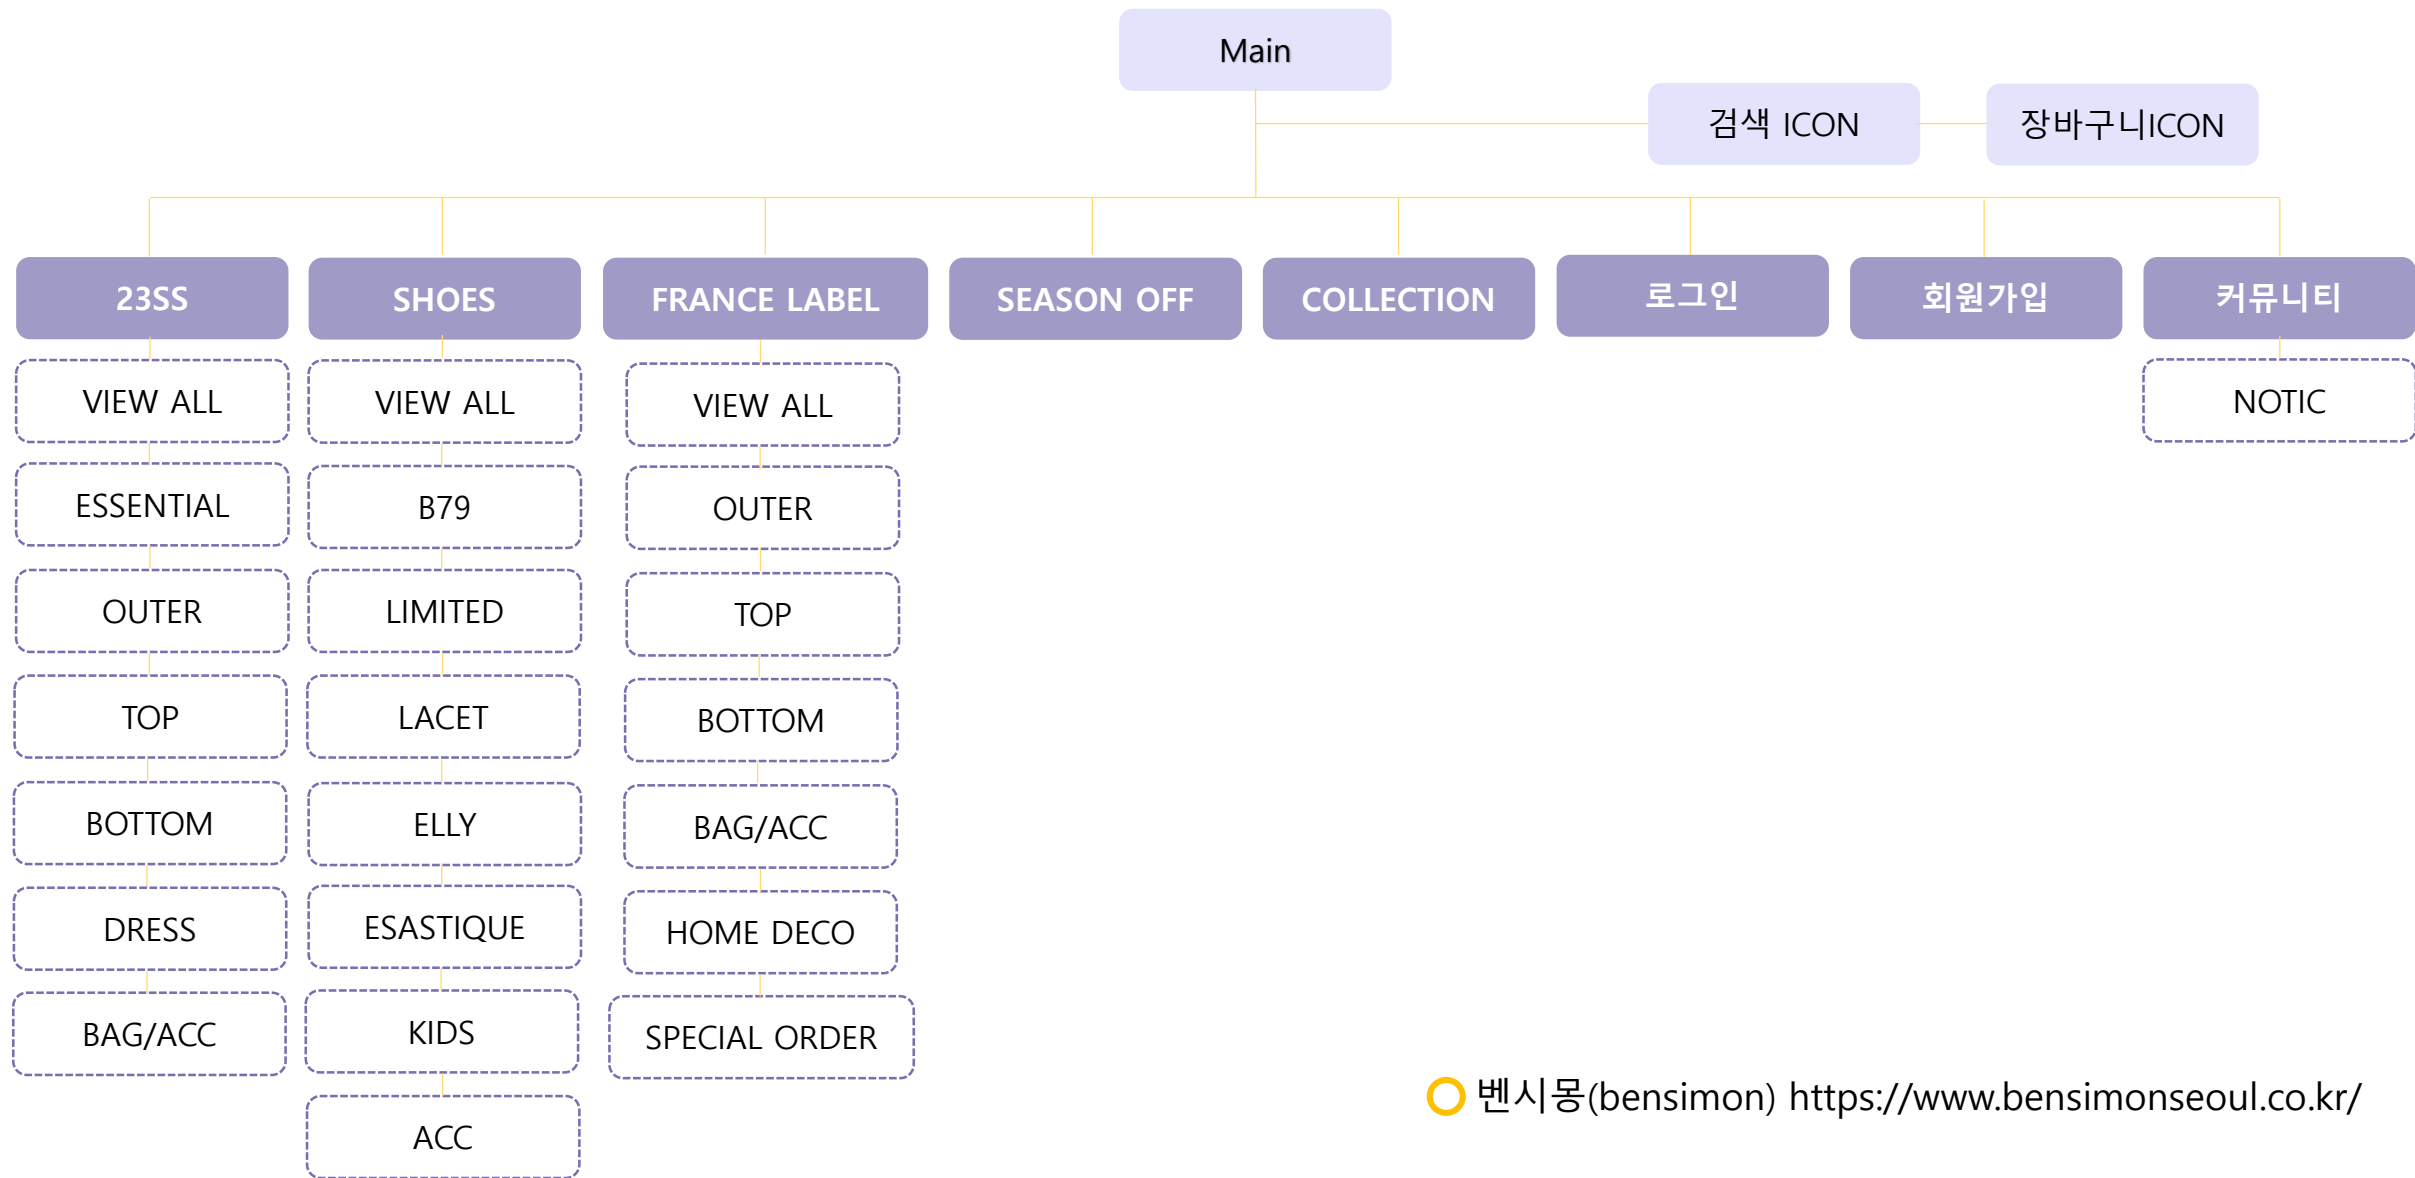 Main
검색 ICON
장바구니ICON
23SS
SHOES
FRANCE LABEL
SEASON OFF
COLLECTION
로그인
회원가입
커뮤니티
VIEW ALL
ESSENTIAL
OUTER
TOP
BOTTOM
DRESS
BAG/ACC
VIEW ALL
B79
LIMITED
LACET
ELLY
ESASTIQUE
KIDS
ACC
VIEW ALL
OUTER
TOP
BOTTOM
BAG/ACC
HOME DECO
SPECIAL ORDER
NOTIC
벤시몽(bensimon) https://www.bensimonseoul.co.kr/